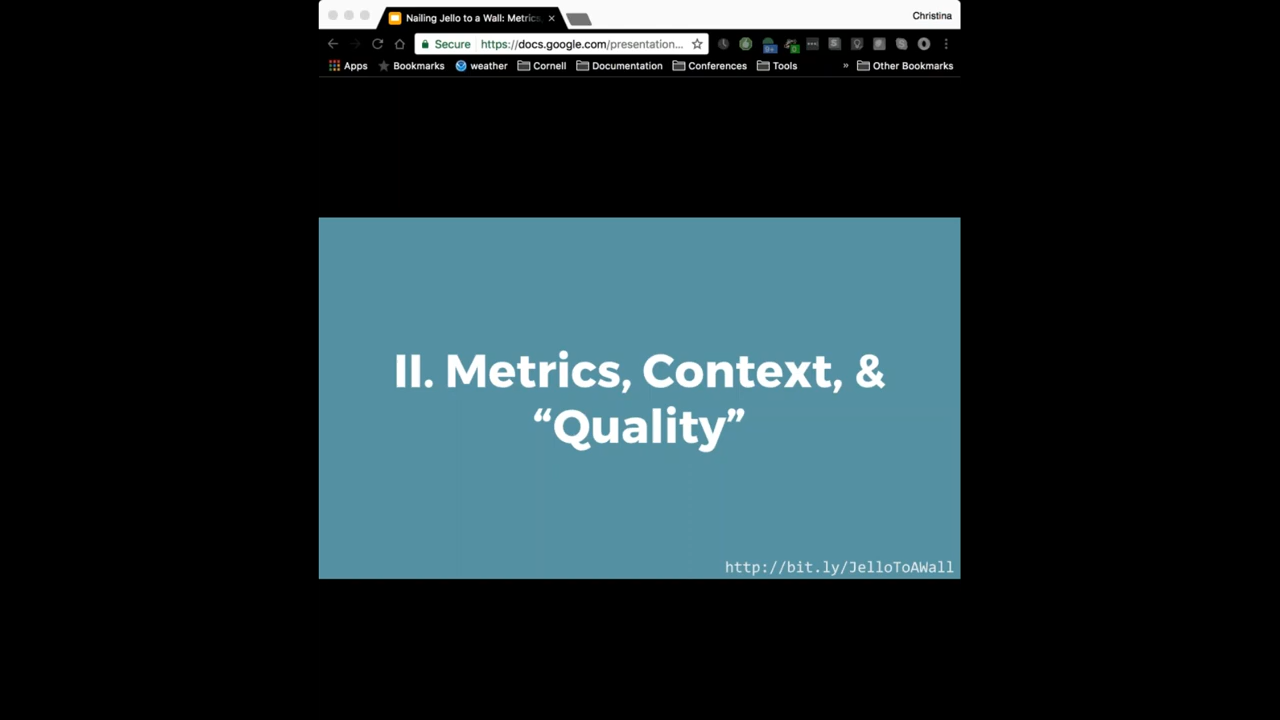 Nailing Jello to a Wall: Metrics,
Christina
Secure https://docs.google.com/presentation...
Apps Bookmarks weather Cornell Documentation Conferences Tools » Other Bookmarks
II. Metrics, Context, &
“Quality”
http://bit.ly/JelloToAWall